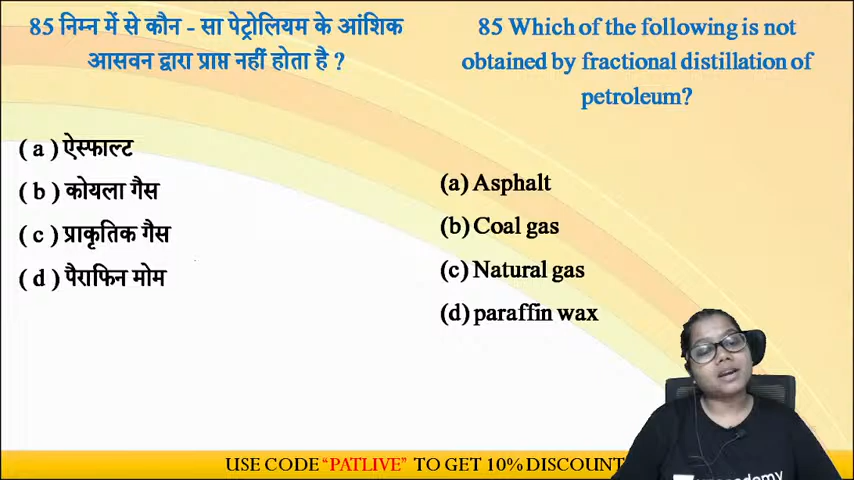 85 निम्न में से कौन - सा पेट्रोलियम के आंशिक
आसवन द्वारा प्राप्त नहीं होता है ?
( a ) ऐस्फाल्ट
( b ) कोयला गैस
( c ) प्राकृतिक गैस
( d ) पैराफिन मोम
85 Which of the following is not
obtained by fractional distillation of
petroleum?
(a) Asphalt
(b) Coal gas
(c) Natural gas
(d) paraffin wax
USE CODE “PATLIVE” TO GET 10% DISCOUNT